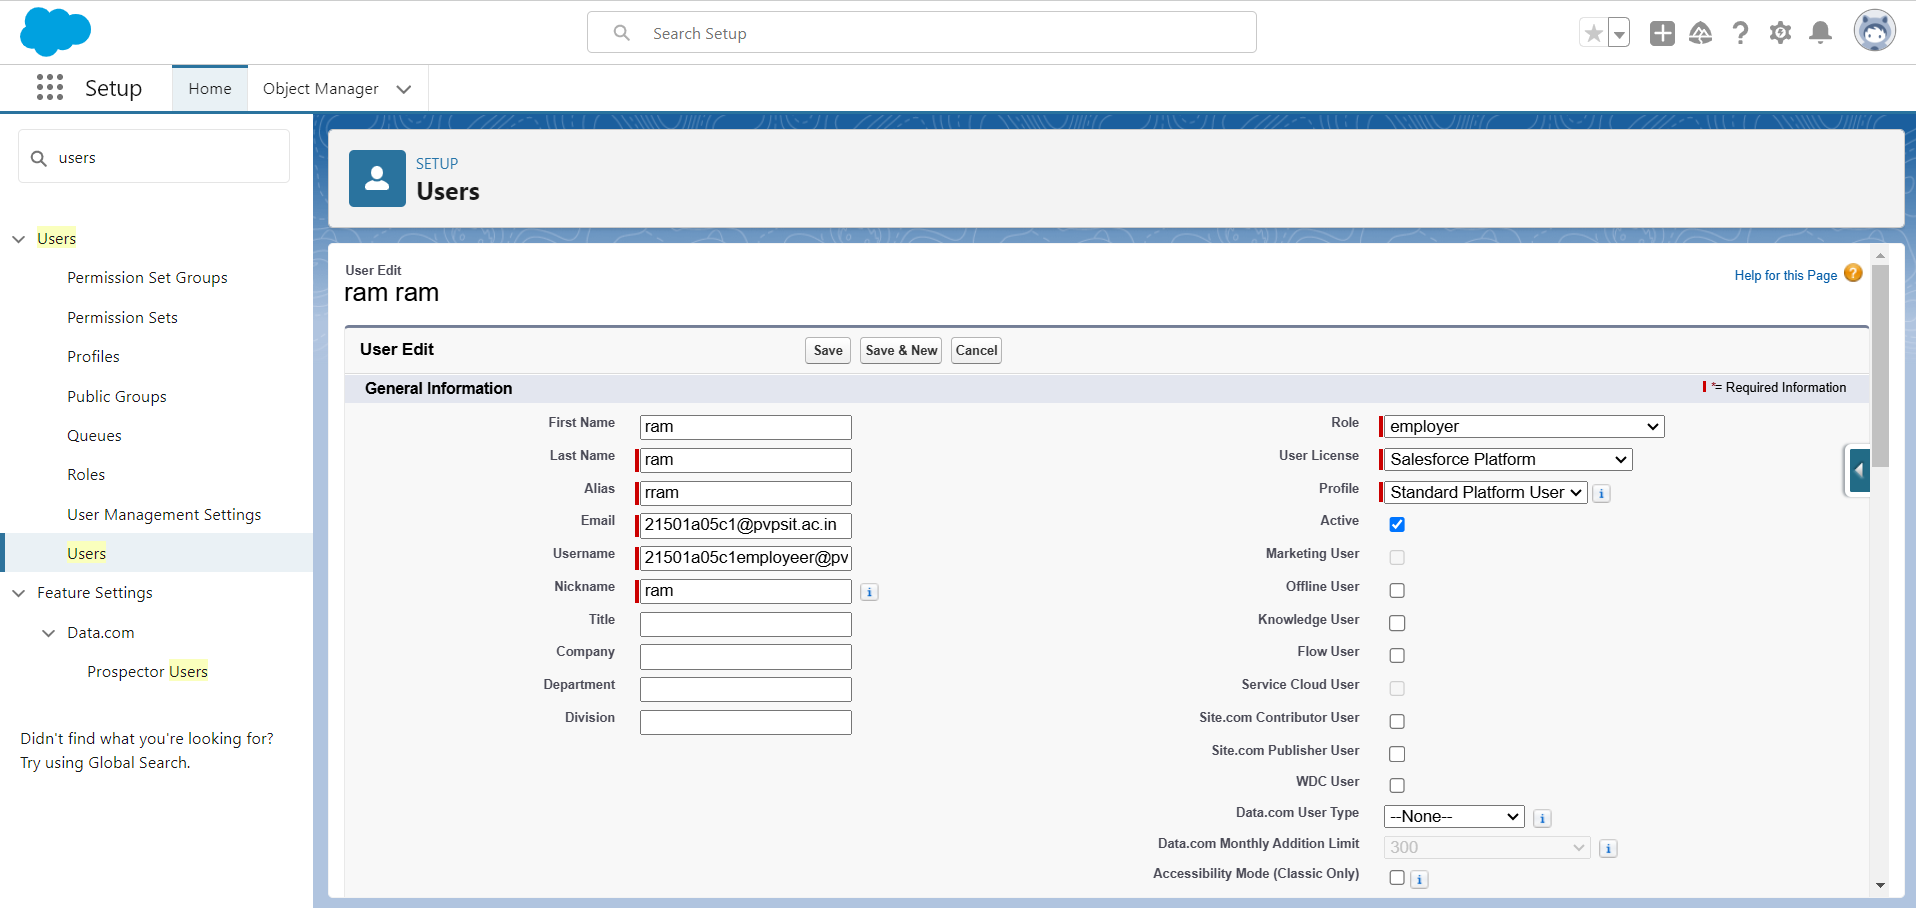 Search Setup
Setup
Home
Object Manager
users
Users
Permission Set Groups
Permission Sets
Profiles
Public Groups
Queues
Roles
User Management Settings
Users
Feature Settings
Data.com
Prospector Users
Didn't find what you're looking for?
Try using Global Search.
SETUP
Users
User Edit
ram ram
Help for this Page
User Edit
Save
Save & New
Cancel
General Information
*= Required Information
First Name ram
Last Name ram
Alias rram
Email 21501a05c1@pvpsit.ac.in
Username 21501a05c1employeer@pv
Nickname ram
Title
Company
Department
Division
Role employer
User License Salesforce Platform
Profile Standard Platform User
Active
Marketing User
Offline User
Knowledge User
Flow User
Service Cloud User
Site.com Contributor User
Site.com Publisher User
WDC User
Data.com User Type --None--
Data.com Monthly Addition Limit 300
Accessibility Mode (Classic Only)